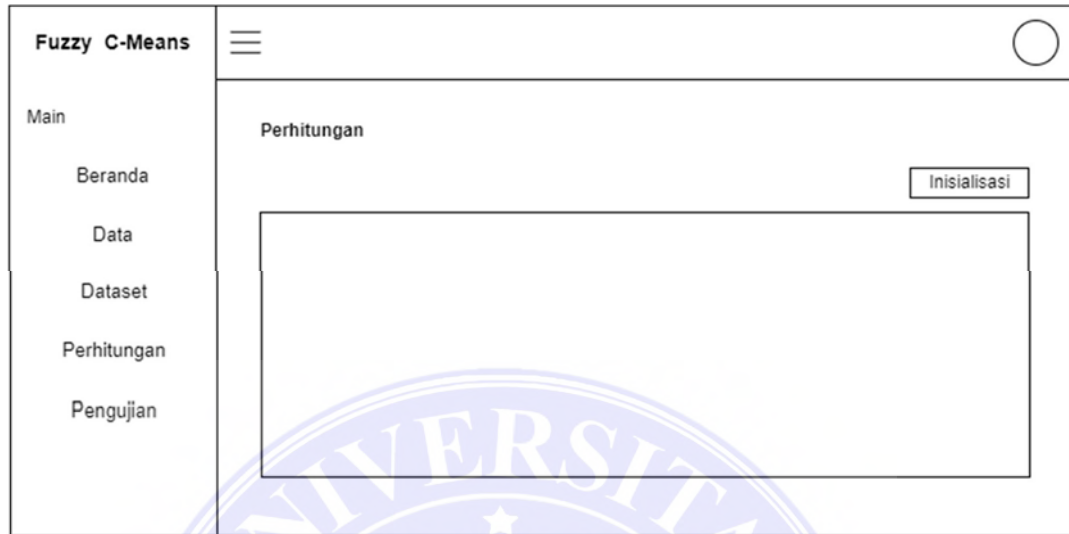 Fuzzy C-Means
Main
Beranda
Data
Dataset
Perhitungan
Pengujian
Perhitungan
Inisialisasi